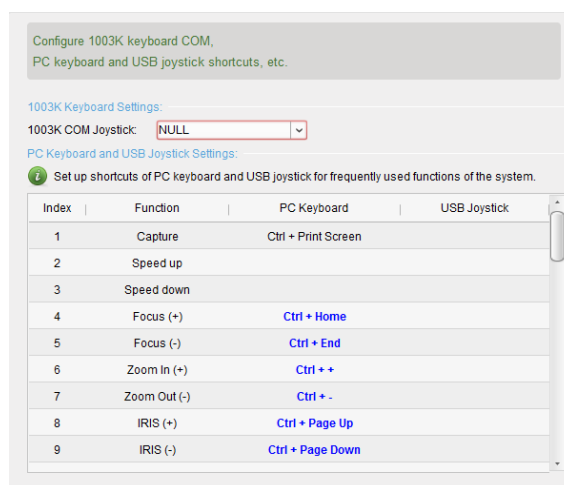 Configure 1003K keyboard COM,
PC keyboard and USB joystick shortcuts, etc.
1003K Keyboard Settings:
1003K COM Joystick: NULL
PC Keyboard and USB Joystick Settings:
Set up shortcuts of PC keyboard and USB joystick for frequently used functions of the system.
Index Function PC Keyboard USB Joystick
1 Capture Ctrl + Print Screen
2 Speed up
3 Speed down
4 Focus (+) Ctrl + Home
5 Focus (-) Ctrl + End
6 Zoom In (+) Ctrl + +
7 Zoom Out (-) Ctrl + -
8 IRIS (+) Ctrl + Page Up
9 IRIS (-) Ctrl + Page Down